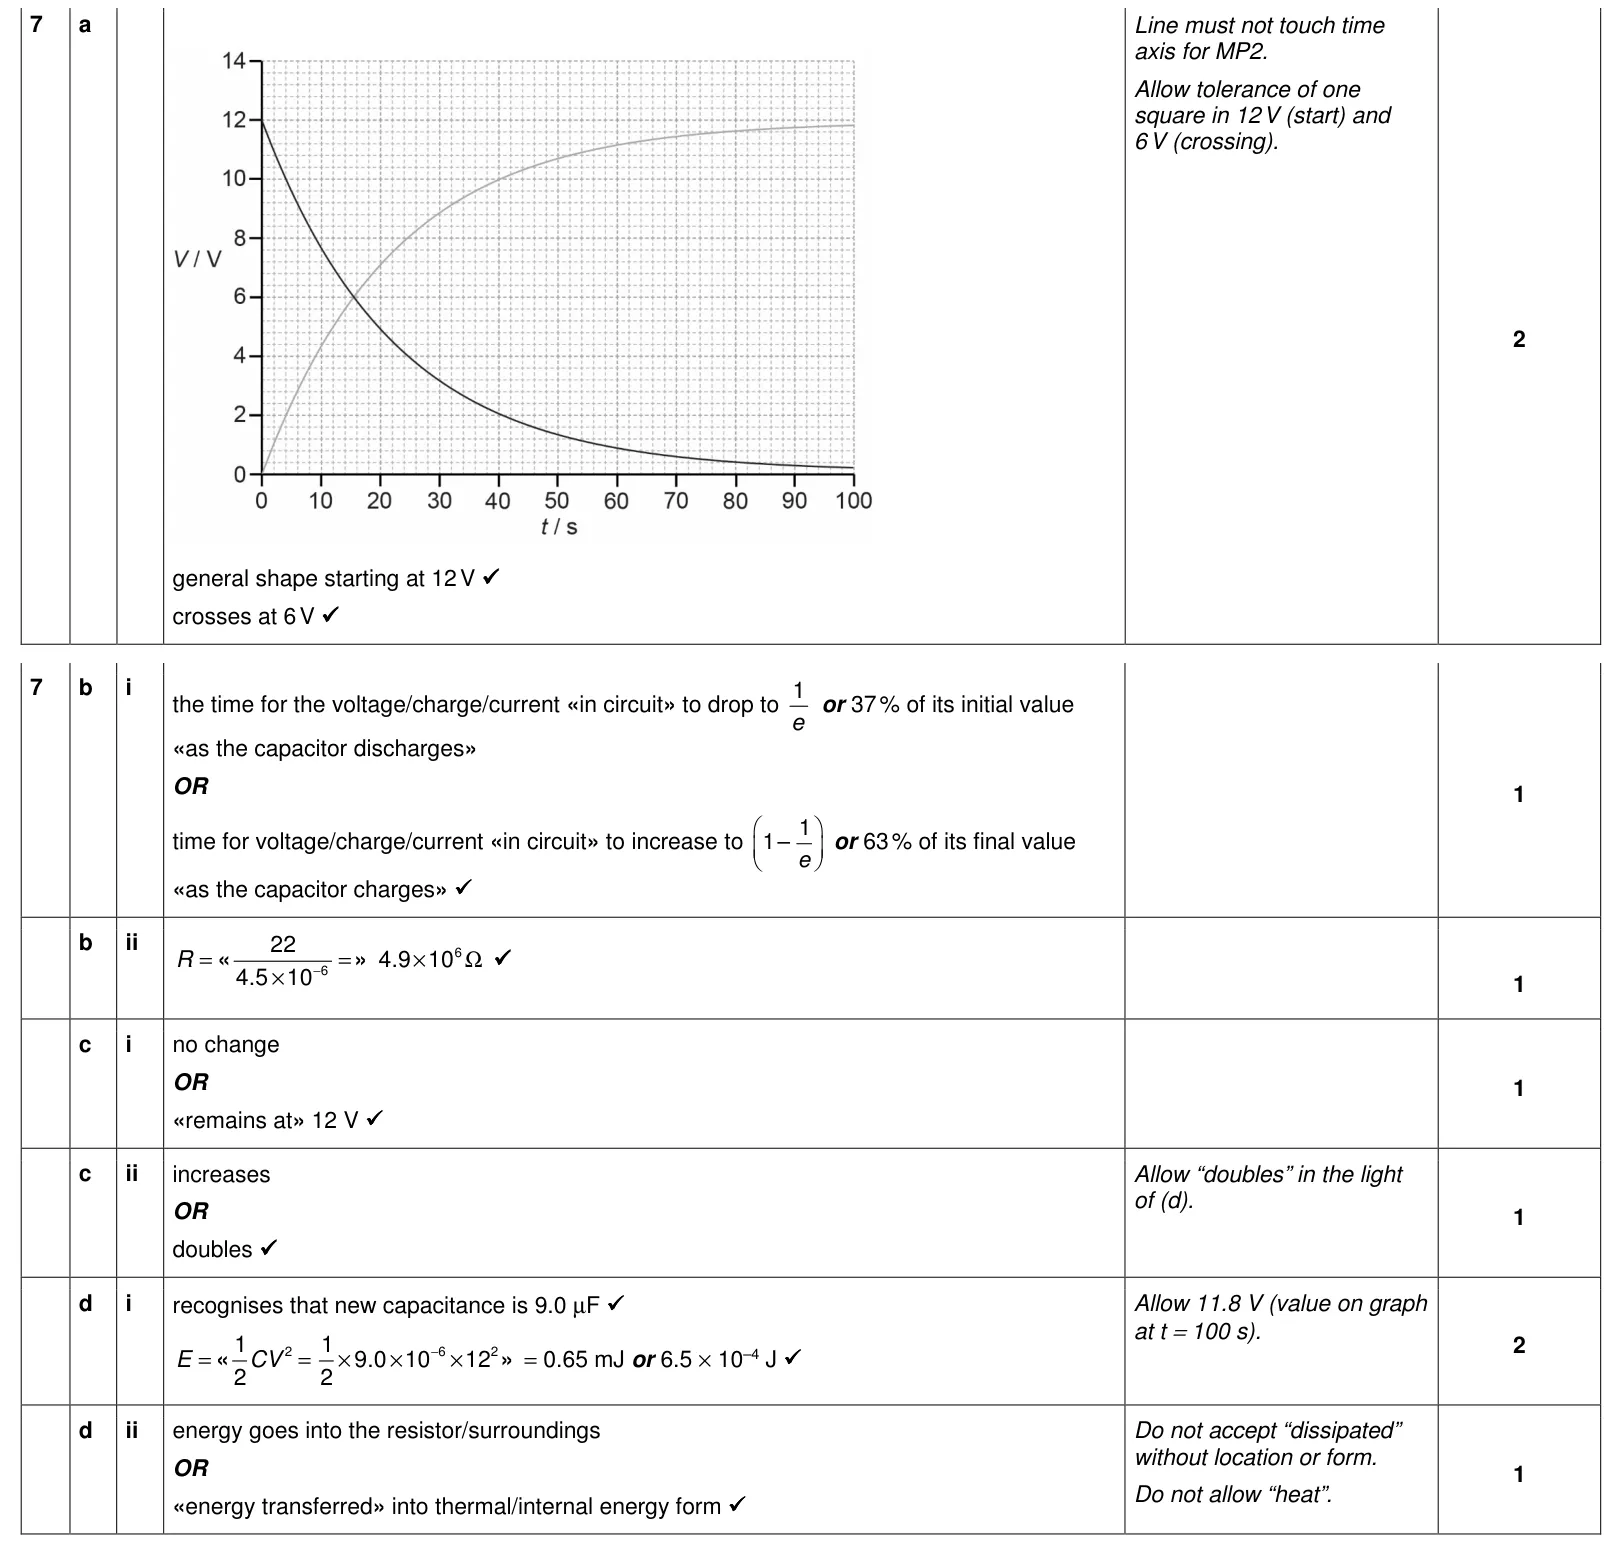 7 a
Line must not touch time
axis for MP2.
Allow tolerance of one
square in 12 V (start) and
6 V (crossing).
14
12
10
8
V / V
6
4
2
0
0 10 20 30 40 50 60 70 80 90 100
t / s
2
general shape starting at 12 V ✓
crosses at 6 V ✓
7 b i
the time for the voltage/charge/current «in circuit» to drop to 1/e or 37 % of its initial value
«as the capacitor discharges»
OR
time for voltage/charge/current «in circuit» to increase to (1 − 1/e) or 63 % of its final value
«as the capacitor charges» ✓
1
b ii
R = « 22/(4.5×10⁻⁶) = » 4.9×10⁶ Ω ✓
1
c i
no change
OR
«remains at» 12 V ✓
1
c ii
increases
OR
doubles ✓
Allow “doubles” in the light
of (d).
1
d i
recognises that new capacitance is 9.0 μF ✓
E = « 1/2 CV² = 1/2 ×9.0×10⁻⁶ ×12² » = 0.65 mJ or 6.5 × 10⁻⁴ J ✓
Allow 11.8 V (value on graph
at t = 100 s).
2
d ii
energy goes into the resistor/surroundings
OR
«energy transferred» into thermal/internal energy form ✓
Do not accept “dissipated”
without location or form.
Do not allow “heat”.
1